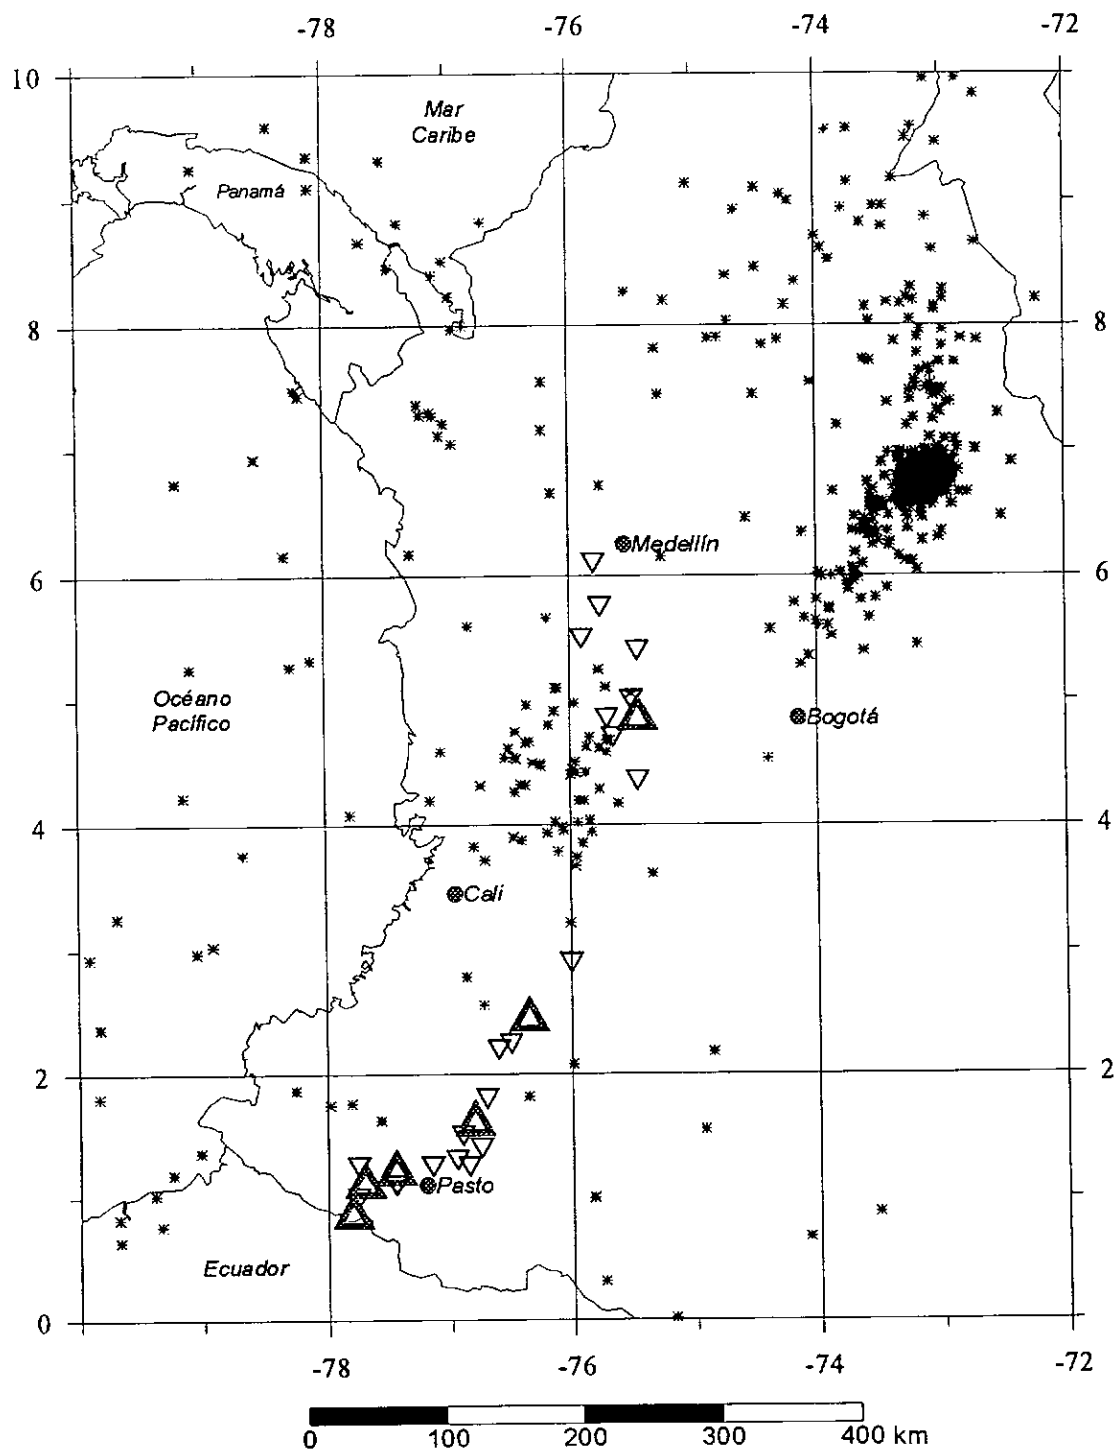 -78 -76 -74 -72
10
Mar
Caribe
Panamá
8 8
Medellín
6
Océano
Pacífico
Bogotá
4 4
Cali
2 2
Pasto
Ecuador
0
-78 -76 -74 -72
0 100 200 300 400 km